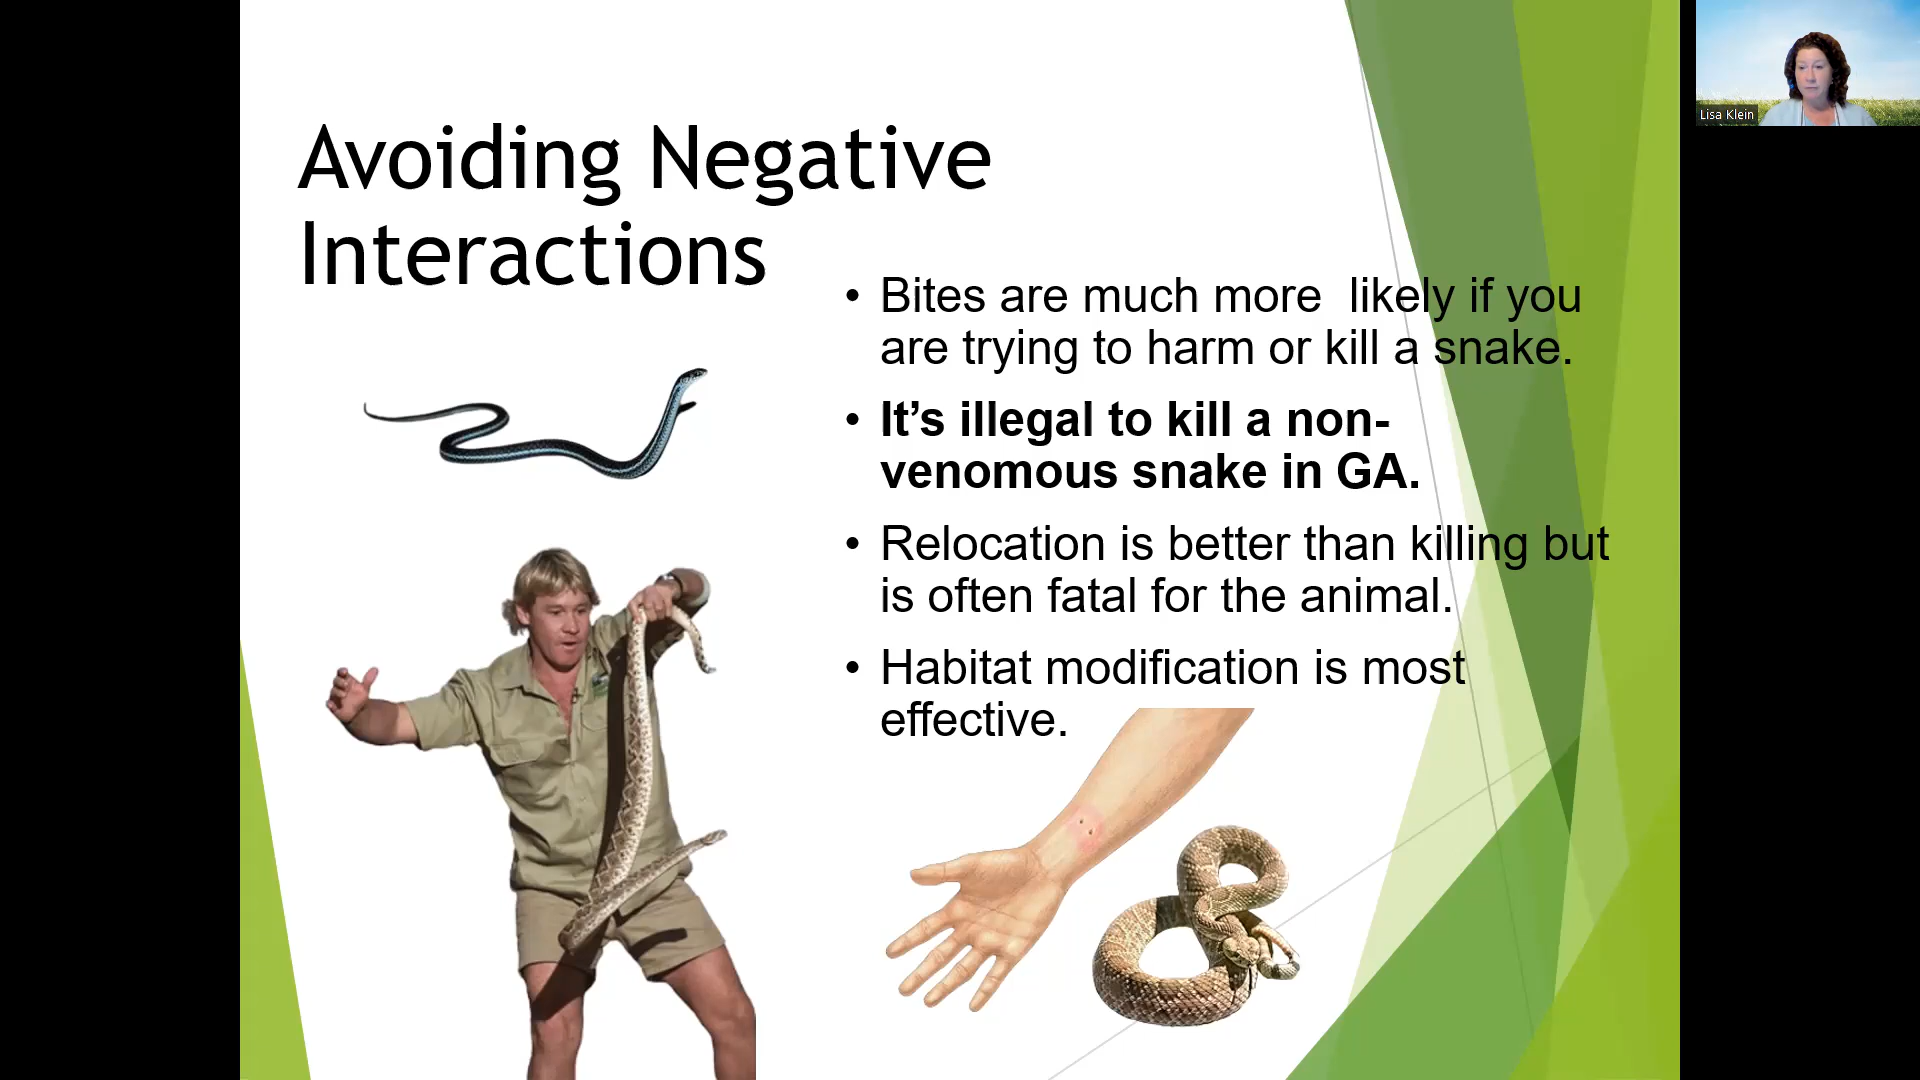 Avoiding Negative
Interactions
• Bites are much more  likely if you
are trying to harm or kill a snake.
• It’s illegal to kill a non-
venomous snake in GA.
• Relocation is better than killing but
is often fatal for the animal.
• Habitat modification is most
effective.
Lisa Klein